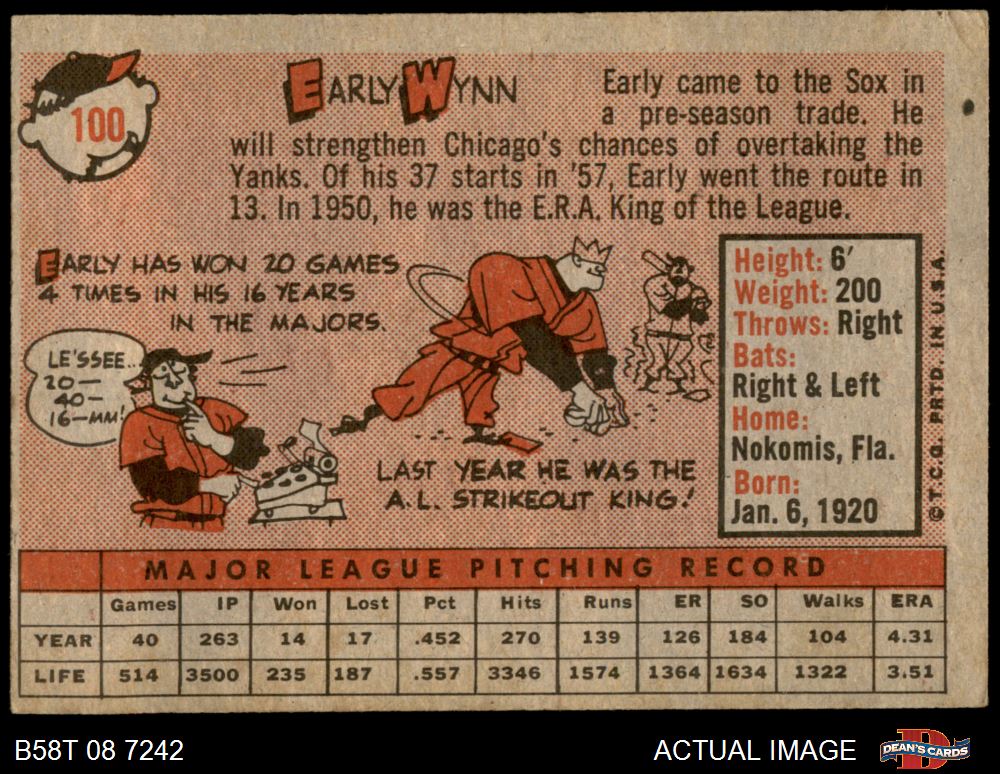 100
EARLY WYNN
Early came to the Sox in
a pre-season trade. He
will strengthen Chicago's chances of overtaking the
Yanks. Of his 37 starts in '57, Early went the route in
13. In 1950, he was the E.R.A. King of the League.
EARLY HAS WON 20 GAMES
4 TIMES IN HIS 16 YEARS
IN THE MAJORS.
LE'SSEE..
20—
40—
16—MM!
LAST YEAR HE WAS THE
A.L. STRIKEOUT KING!
Height: 6'
Weight: 200
Throws: Right
Bats:
Right & Left
Home:
Nokomis, Fla.
Born:
Jan. 6, 1920
©T.C.G. PRTD. IN U.S.A.
MAJOR LEAGUE PITCHING RECORD
Games IP Won Lost Pct Hits Runs ER SO Walks ERA
YEAR 40 263 14 17 .452 270 139 126 184 104 4.31
LIFE 514 3500 235 187 .557 3346 1574 1364 1634 1322 3.51
B58T 08 7242
ACTUAL IMAGE
DEAN'S CARDS